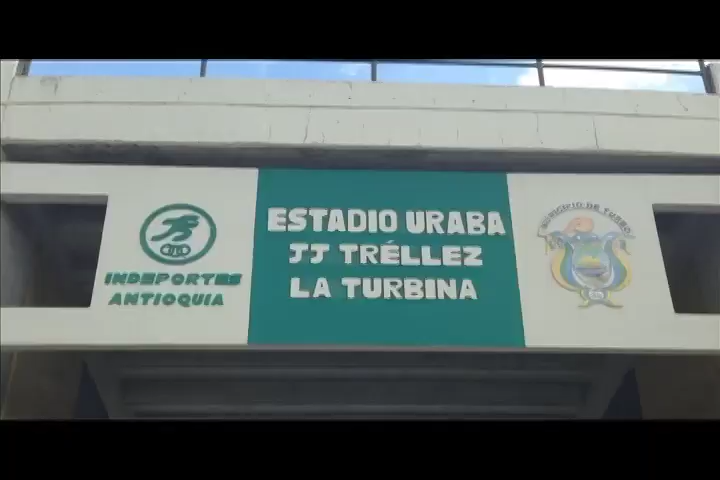 INDEPORTES
ANTIOQUIA
ESTADIO URABA
JJ TRÉLLEZ
LA TURBINA
MUNICIPIO DE TURBO